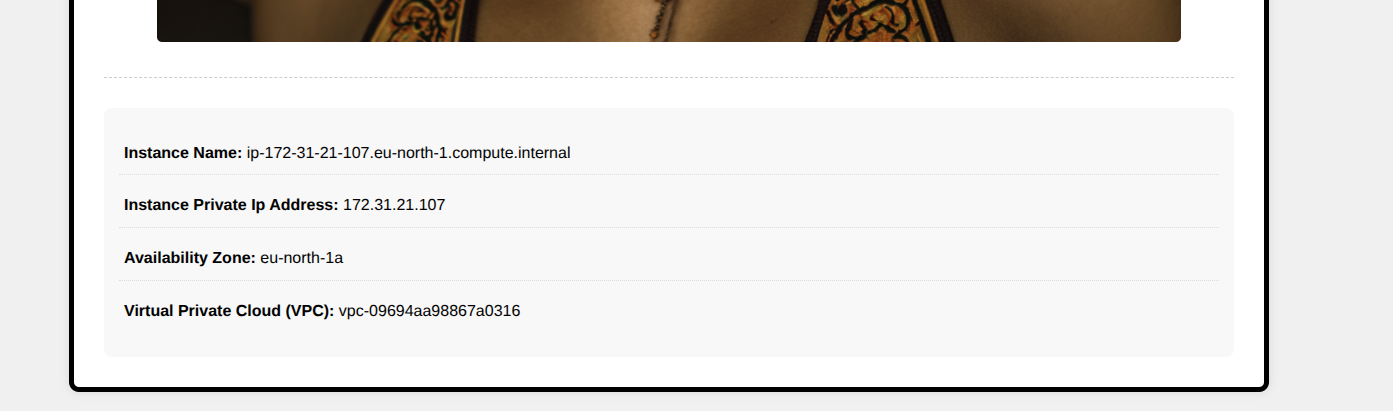 Instance Name: ip-172-31-21-107.eu-north-1.compute.internal
Instance Private Ip Address: 172.31.21.107
Availability Zone: eu-north-1a
Virtual Private Cloud (VPC): vpc-09694aa98867a0316